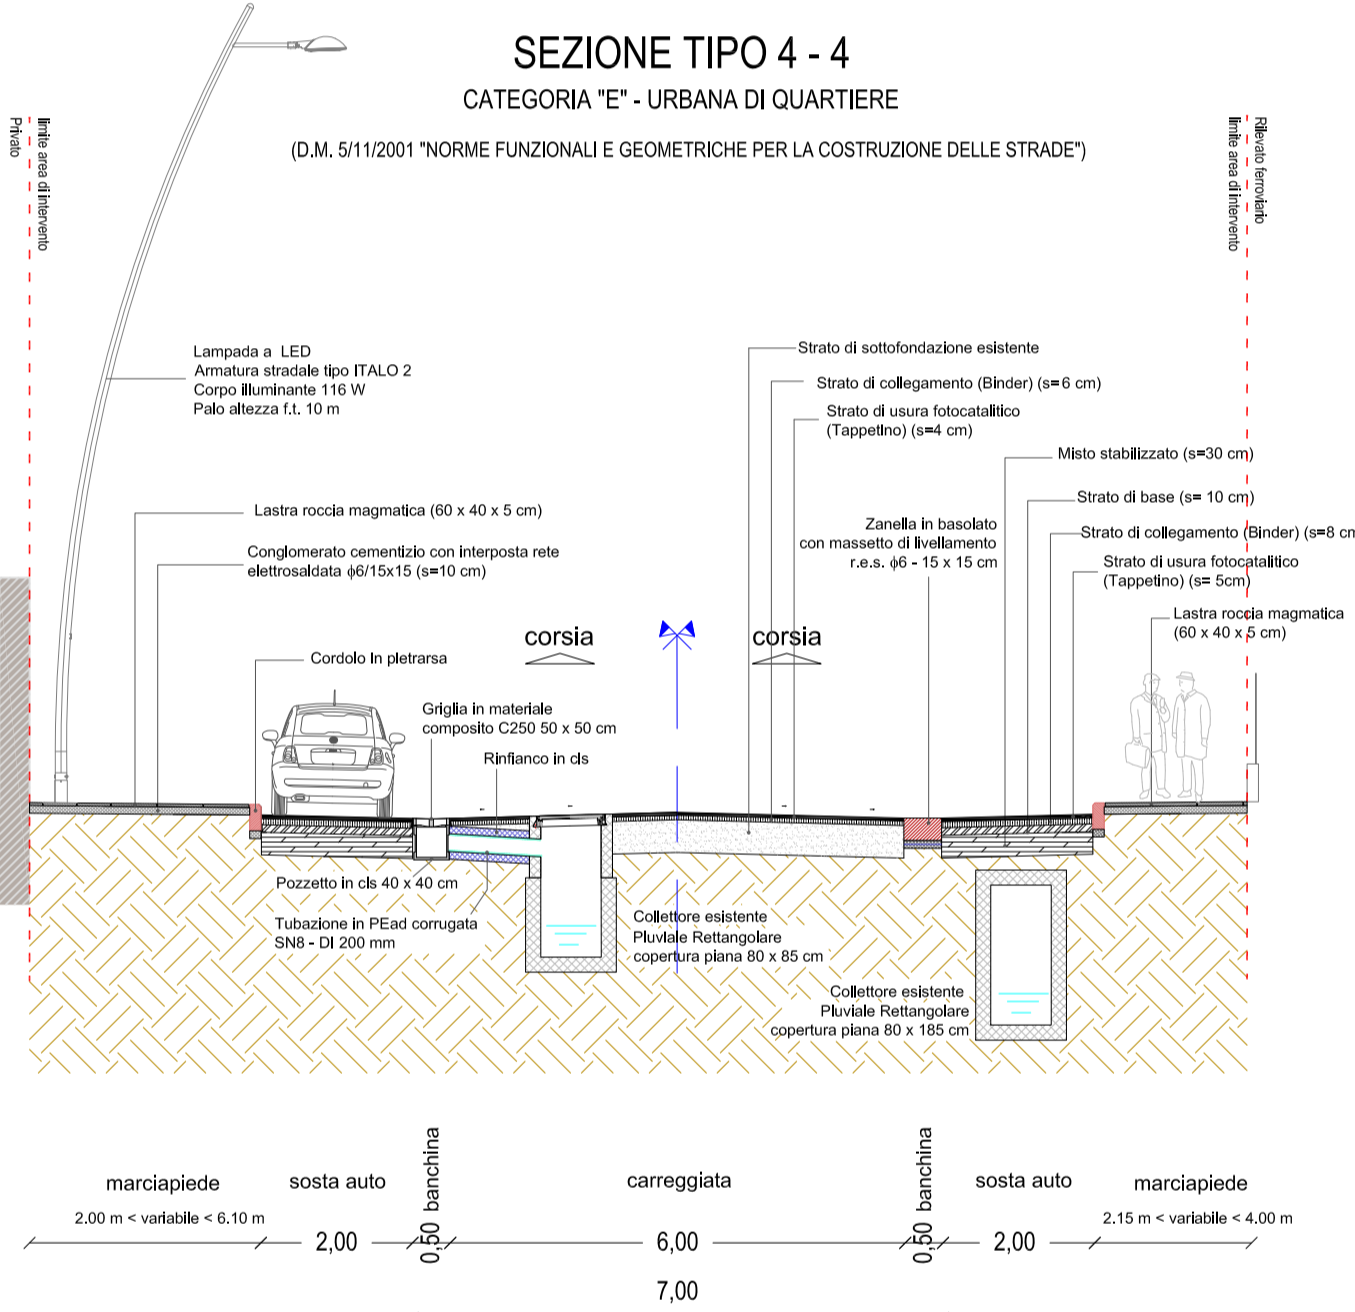 SEZIONE TIPO 4 - 4
CATEGORIA "E" - URBANA DI QUARTIERE
(D.M. 5/11/2001 "NORME FUNZIONALI E GEOMETRICHE PER LA COSTRUZIONE DELLE STRADE")
limite area di intervento
Privato
Rilevato ferroviario
limite area di intervento
Lampada a LED
Armatura stradale tipo ITALO 2
Corpo illuminante 116 W
Palo altezza f.t. 10 m
Lastra roccia magmatica (60 x 40 x 5 cm)
Conglomerato cementizio con interposta rete
elettrosaldata ϕ6/15x15 (s=10 cm)
Cordolo in pietrarsa
Griglia in materiale
composito C250 50 x 50 cm
Rinfianco in cls
corsia
corsia
Strato di sottofondazione esistente
Strato di collegamento (Binder) (s=6 cm)
Strato di usura fotocatalitico
(Tappetino) (s=4 cm)
Misto stabilizzato (s=30 cm)
Strato di base (s= 10 cm)
Strato di collegamento (Binder) (s=8 cm
Strato di usura fotocatalitico
(Tappetino) (s= 5cm)
Zanella in basolato
con massetto di livellamento
r.e.s. ϕ6 - 15 x 15 cm
Lastra roccia magmatica
(60 x 40 x 5 cm)
Pozzetto in cls 40 x 40 cm
Tubazione in PEad corrugata
SN8 - DI 200 mm
Collettore esistente
Pluviale Rettangolare
copertura piana 80 x 85 cm
Collettore esistente
Pluviale Rettangolare
copertura piana 80 x 185 cm
marciapiede
2.00 m < variabile < 6.10 m
sosta auto
2,00
0,50 banchina
carreggiata
6,00
7,00
0,50 banchina
sosta auto
2,00
marciapiede
2.15 m < variabile < 4.00 m